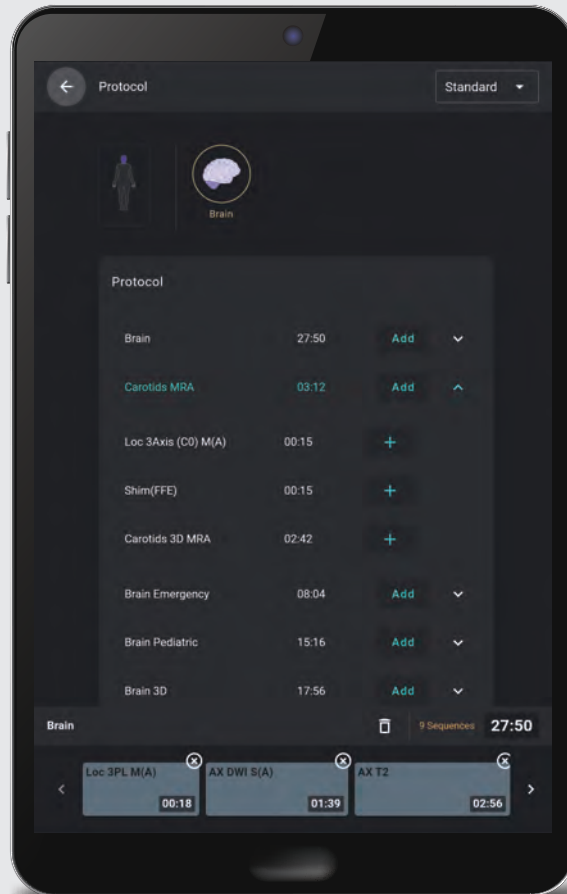 Protocol Standard
Brain
Protocol
Brain 27:50 Add
Carotids MRA 03:12 Add
Loc 3Axis (C0) M(A) 00:15 +
Shim(FFE) 00:15 +
Carotids 3D MRA 02:42 +
Brain Emergency 08:04 Add
Brain Pediatric 15:16 Add
Brain 3D 17:56 Add
Brain 9 Sequences 27:50
Loc 3PL M(A) AX DWI S(A) AX T2
00:18 01:39 02:56